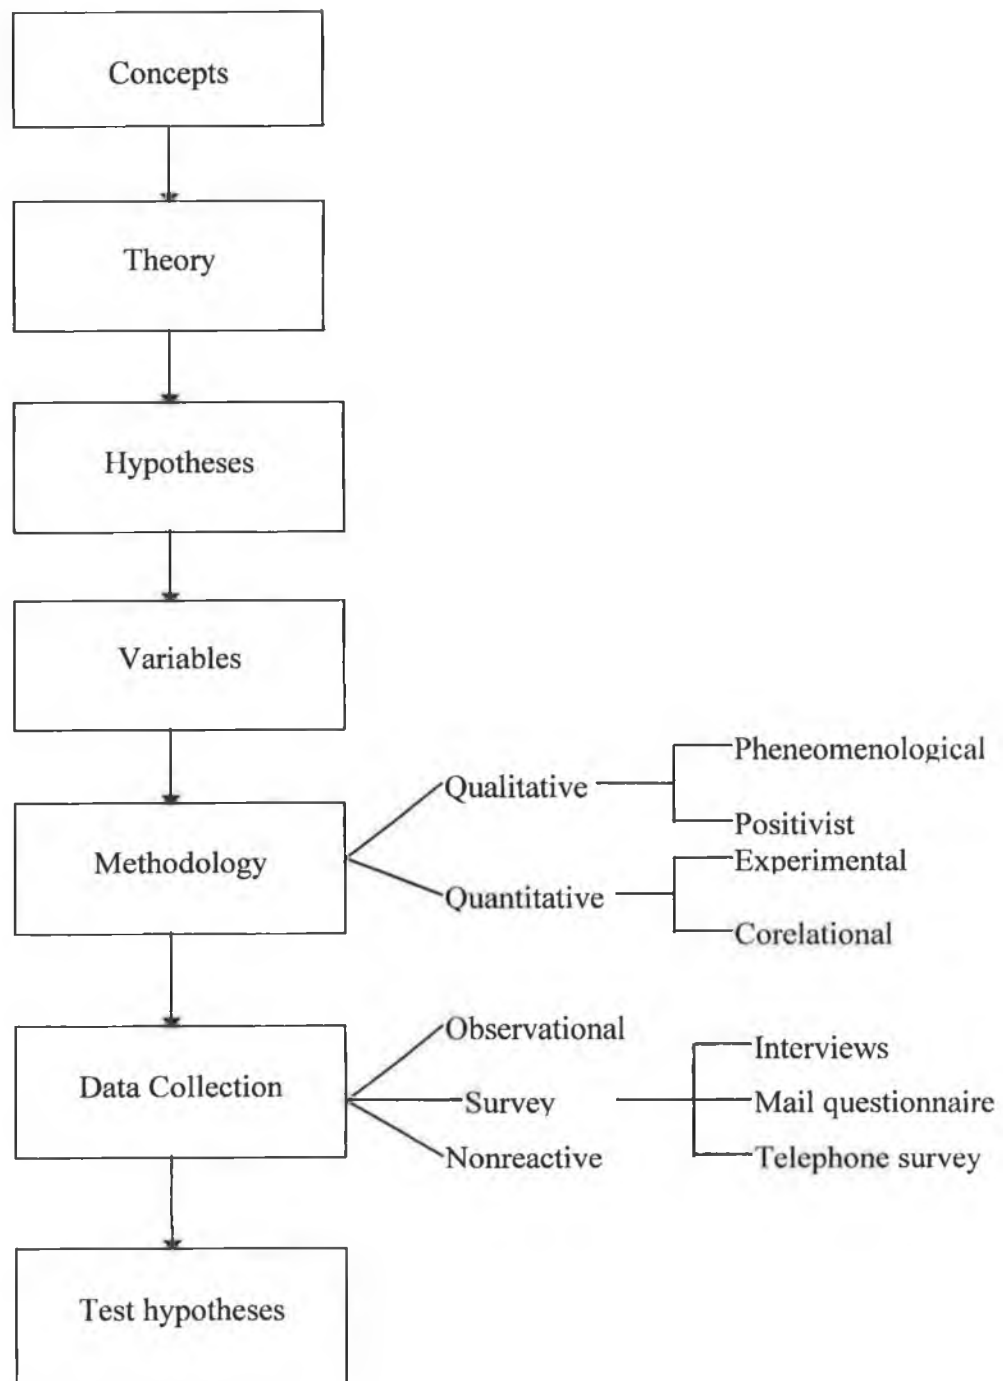 Concepts
Theory
Hypotheses
Variables
Methodology
Qualitative
Pheneomenological
Positivist
Quantitative
Experimental
Corelational
Data Collection
Observational
Survey
Nonreactive
Interviews
Mail questionnaire
Telephone survey
Test hypotheses